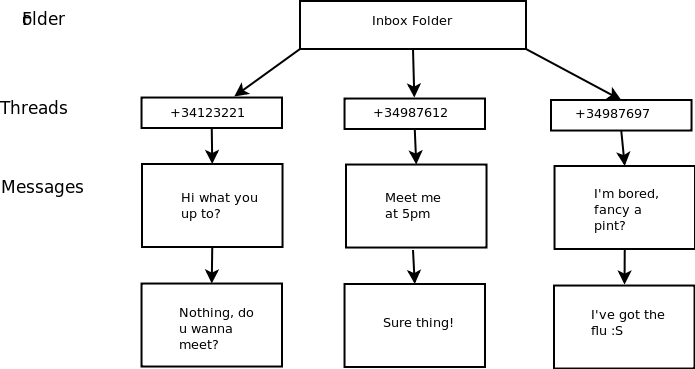 Folder
Inbox Folder
Threads
+34123221
+34987612
+34987697
Messages
Hi what you
up to?
Meet me
at 5pm
I'm bored,
fancy a
pint?
Nothing, do
u wanna
meet?
Sure thing!
I've got the
flu :S